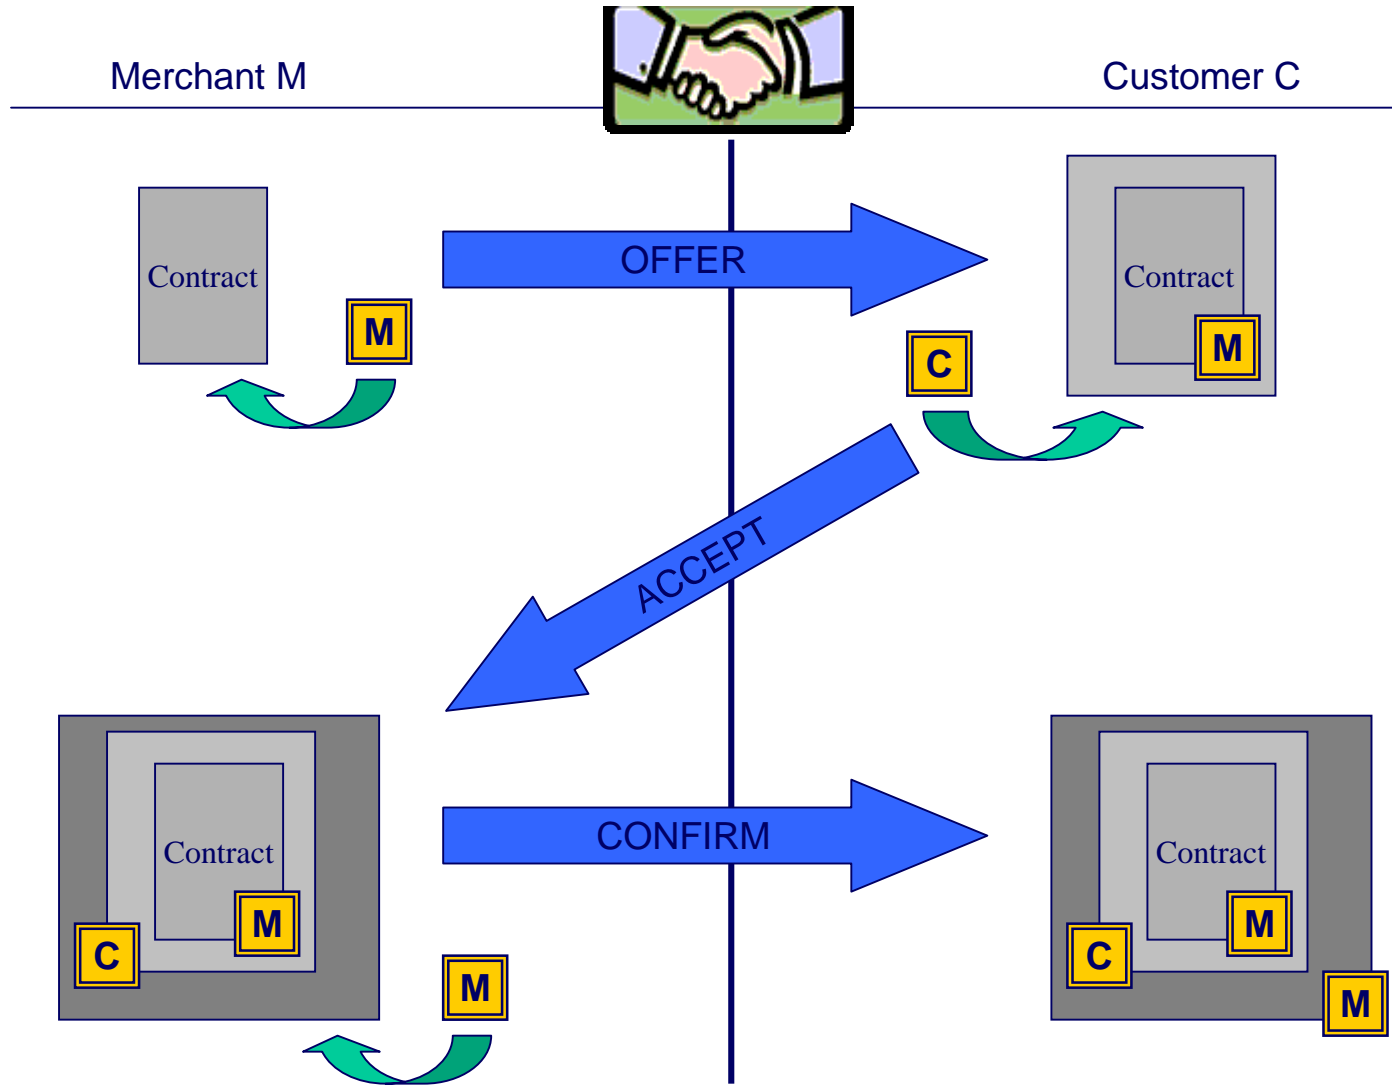 Merchant M
Customer C
Contract
M
OFFER
Contract
M
C
ACCEPT
Contract
M
C
M
CONFIRM
Contract
M
C
M